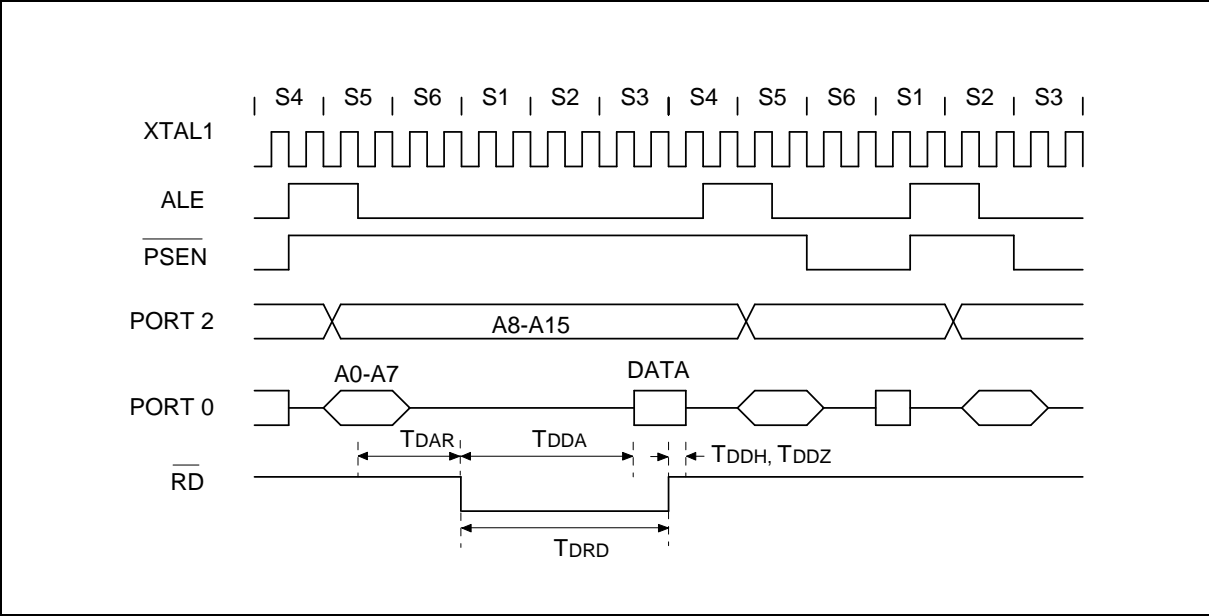 S4 S5 S6 S1 S2 S3 S4 S5 S6 S1 S2 S3
XTAL1
ALE
PSEN
PORT 2
A8-A15
A0-A7
DATA
PORT 0
TDAR
TDDA
TDDH, TDDZ
RD
TDRD